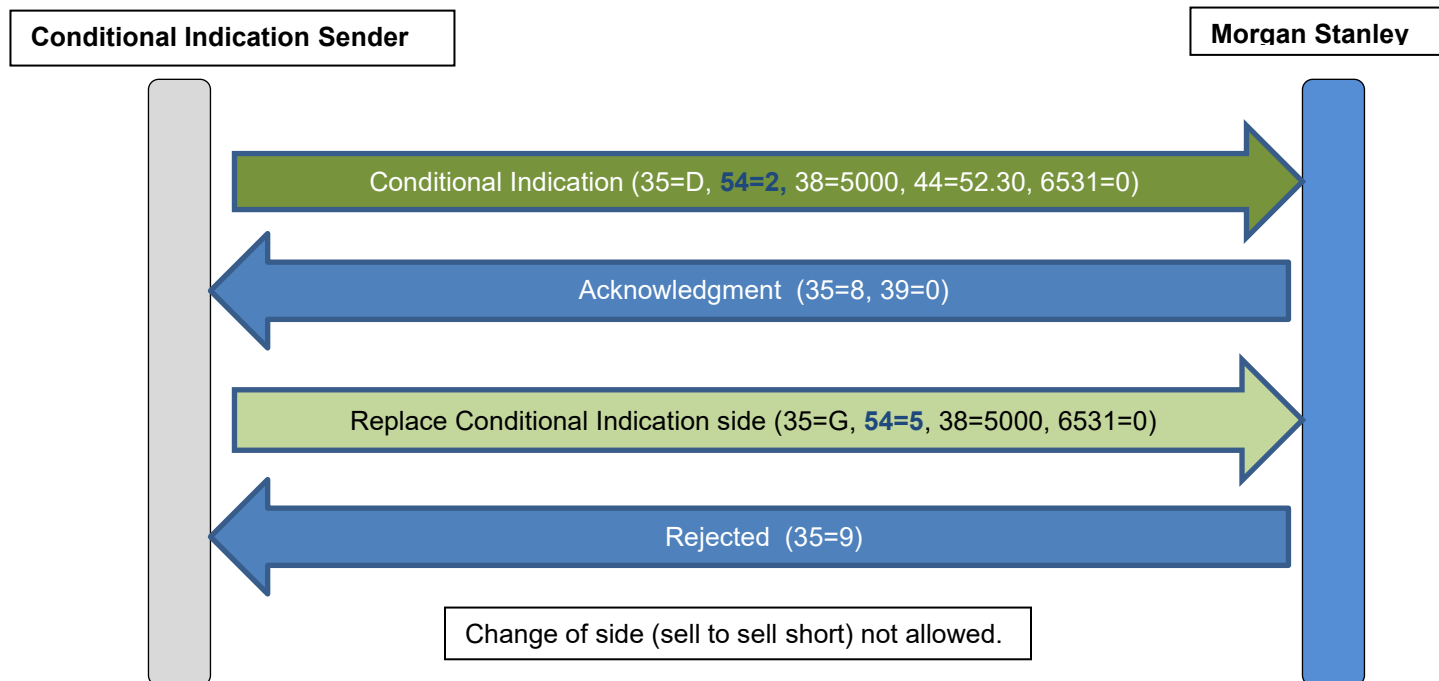 Conditional Indication Sender
Morgan Stanley
Conditional Indication (35=D, 54=2, 38=5000, 44=52.30, 6531=0)
Acknowledgment (35=8, 39=0)
Replace Conditional Indication side (35=G, 54=5, 38=5000, 6531=0)
Rejected (35=9)
Change of side (sell to sell short) not allowed.